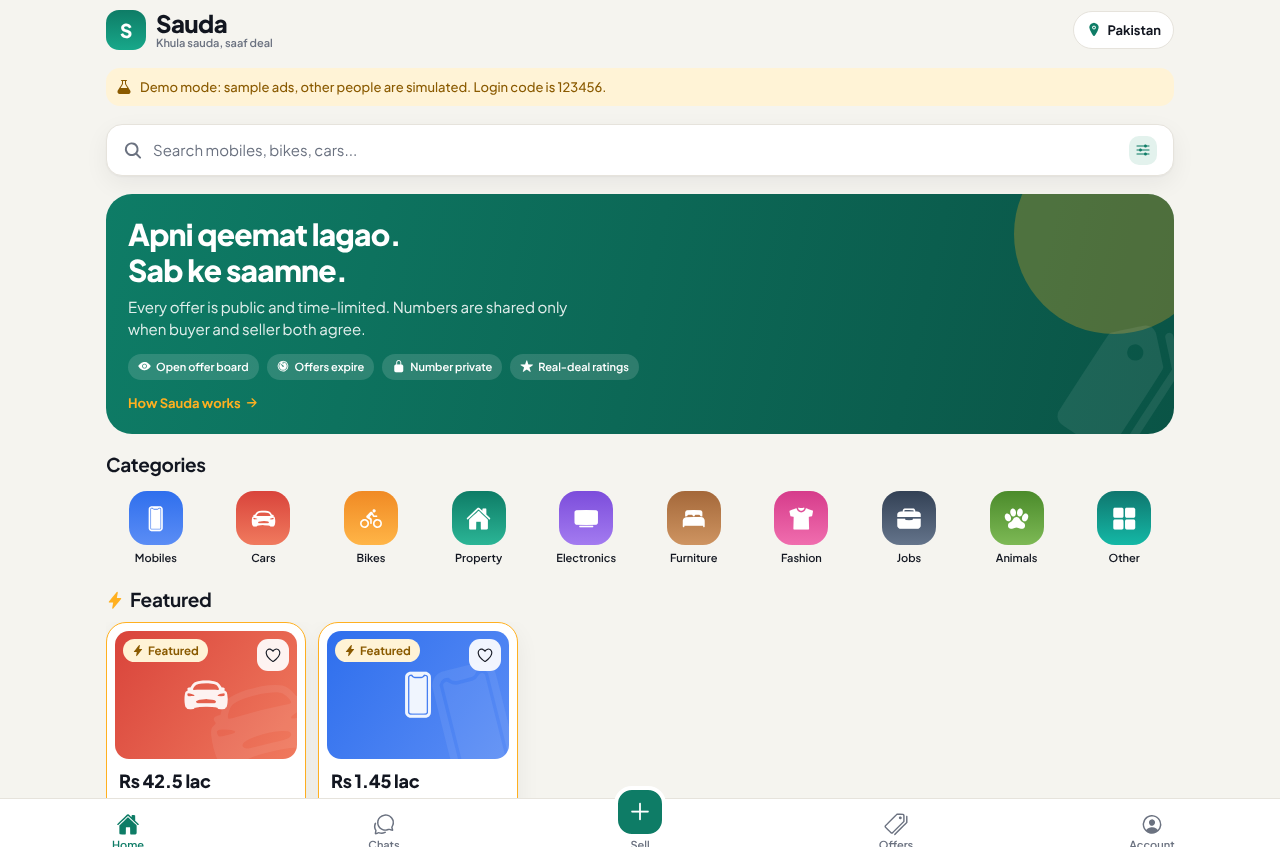 S
Sauda
Khula sauda, saaf deal
Pakistan
Demo mode: sample ads, other people are simulated. Login code is 123456.
Search mobiles, bikes, cars...
Apni qeemat lagao.
Sab ke saamne.
Every offer is public and time-limited. Numbers are shared only
when buyer and seller both agree.
Open offer board
Offers expire
Number private
Real-deal ratings
How Sauda works →
Categories
Mobiles
Cars
Bikes
Property
Electronics
Furniture
Fashion
Jobs
Animals
Other
Featured
Featured
Featured
Rs 42.5 lac
Rs 1.45 lac
Home
Chats
Sell
Offers
Account